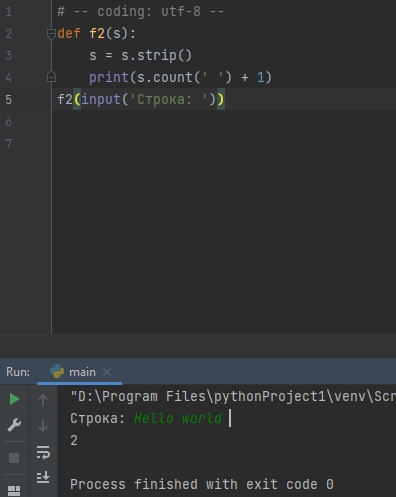 1 # -- coding: utf-8 --
2 def f2(s):
3 s = s.strip()
4 print(s.count(' ') + 1)
5 f2(input('Строка: '))
6
7
Run: main
"D:\Program Files\pythonProject1\venv\Scr
Строка: Hello world
2
Process finished with exit code 0